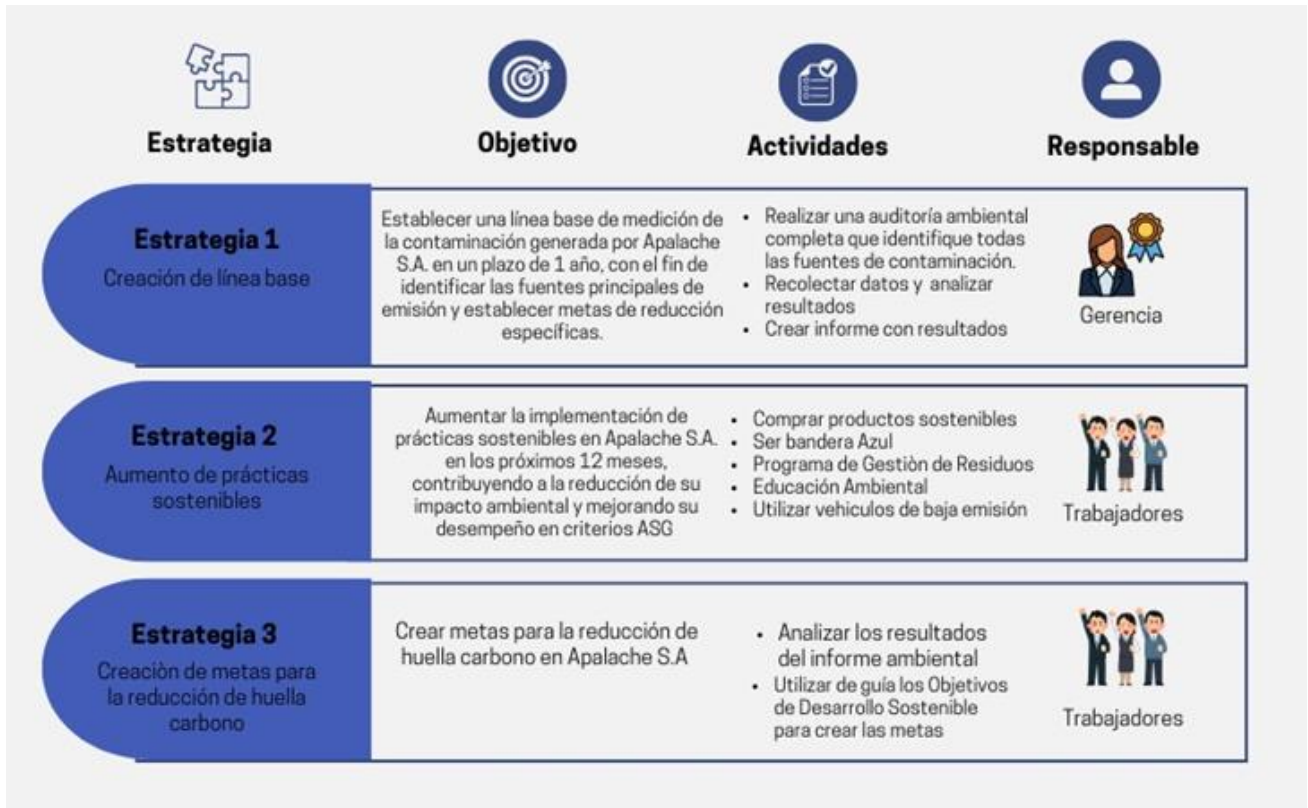 Estrategia
Objetivo
Actividades
Responsable
Estrategia 1
Creación de línea base
Establecer una línea base de medición de
la contaminación generada por Apalache
S.A. en un plazo de 1 año, con el fin de
identificar las fuentes principales de
emisión y establecer metas de reducción
específicas.
• Realizar una auditoría ambiental
completa que identifique todas
las fuentes de contaminación.
• Recolectar datos y analizar
resultados
• Crear informe con resultados
Gerencia
Estrategia 2
Aumento de prácticas
sostenibles
Aumentar la implementación de
prácticas sostenibles en Apalache S.A.
en los próximos 12 meses,
contribuyendo a la reducción de su
impacto ambiental y mejorando su
desempeño en criterios ASG
• Comprar productos sostenibles
• Ser bandera Azul
• Programa de Gestiòn de Residuos
• Educación Ambiental
• Utilizar vehiculos de baja emisión
Trabajadores
Estrategia 3
Creaciòn de metas para
la reducción de huella
carbono
Crear metas para la reducción de
huella carbono en Apalache S.A
• Analizar los resultados
del informe ambiental
• Utilizar de guía los Objetivos
de Desarrollo Sostenible
para crear las metas
Trabajadores